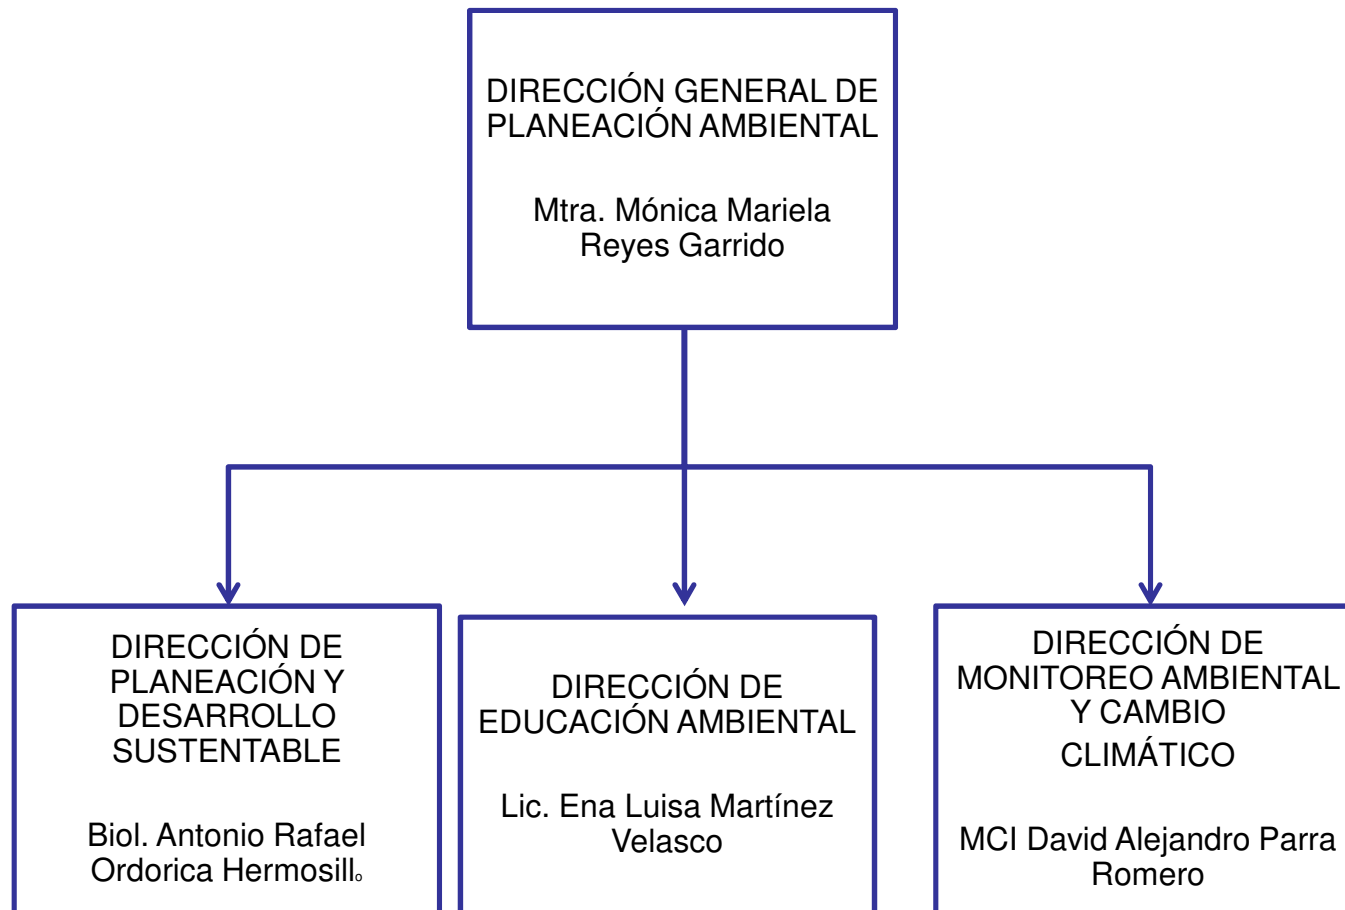 DIRECCIÓN GENERAL DE
PLANEACIÓN AMBIENTAL
Mtra. Mónica Mariela
Reyes Garrido
DIRECCIÓN DE
PLANEACIÓN Y
DESARROLLO
SUSTENTABLE
Biol. Antonio Rafael
Ordorica Hermosillo
DIRECCIÓN DE
EDUCACIÓN AMBIENTAL
Lic. Ena Luisa Martínez
Velasco
DIRECCIÓN DE
MONITOREO AMBIENTAL
Y CAMBIO
CLIMÁTICO
MCI David Alejandro Parra
Romero